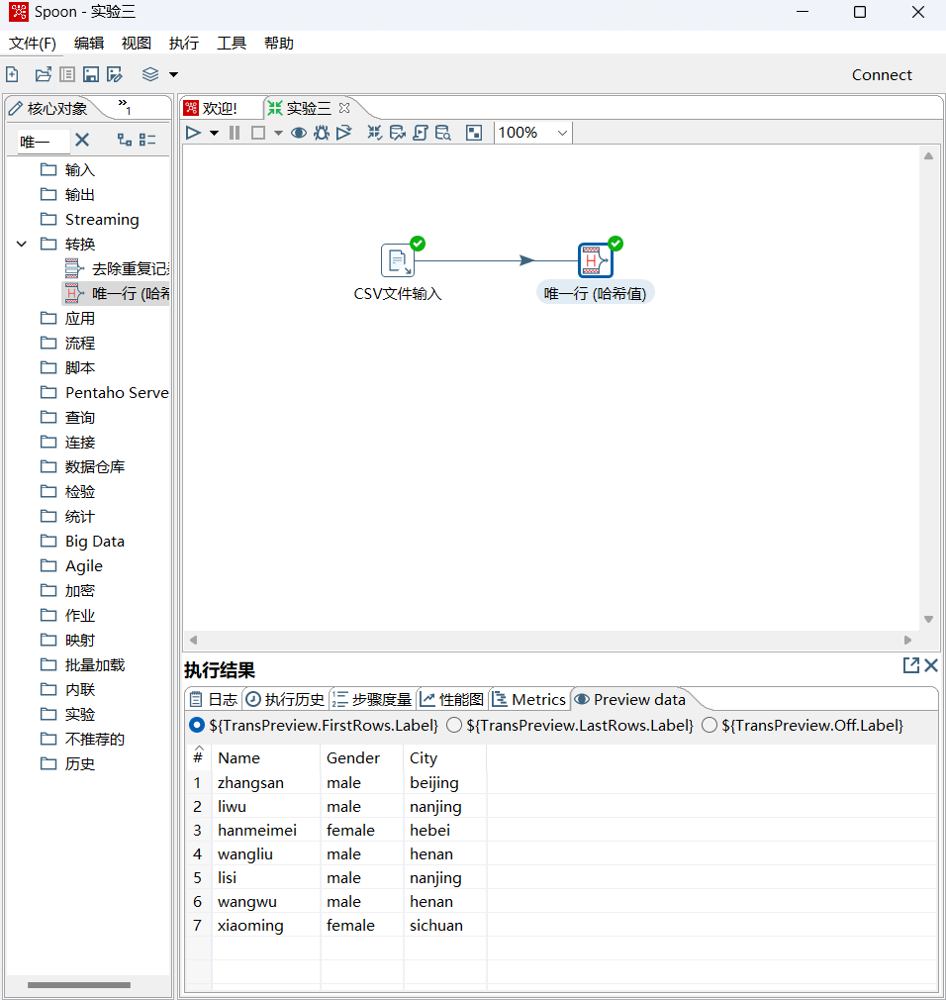 Spoon - 实验三
文件(F) 编辑 视图 执行 工具 帮助
Connect
核心对象 »1
唯一
输入
输出
Streaming
转换
去除重复记
唯一行 (哈希
应用
流程
脚本
Pentaho Serve
查询
连接
数据仓库
检验
统计
Big Data
Agile
加密
作业
映射
批量加载
内联
实验
不推荐的
历史
欢迎! 实验三
100%
CSV文件输入
唯一行 (哈希值)
执行结果
日志 执行历史 步骤度量 性能图 Metrics Preview data
${TransPreview.FirstRows.Label} ${TransPreview.LastRows.Label} ${TransPreview.Off.Label}
# Name Gender City
1 zhangsan male beijing
2 liwu male nanjing
3 hanmeimei female hebei
4 wangliu male henan
5 lisi male nanjing
6 wangwu male henan
7 xiaoming female sichuan